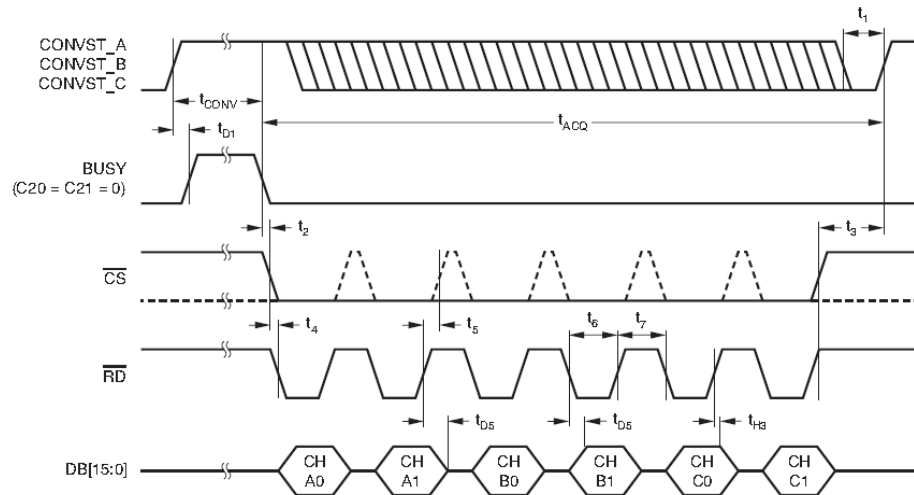 t1
CONVST_A
CONVST_B
CONVST_C
tCONV
tACQ
tD1
BUSY
(C20 = C21 = 0)
t2
t3
CS
t4
t5
t6
t7
RD
tD5
tD5
tH3
DB[15:0]
CH A0
CH A1
CH B0
CH B1
CH C0
CH C1